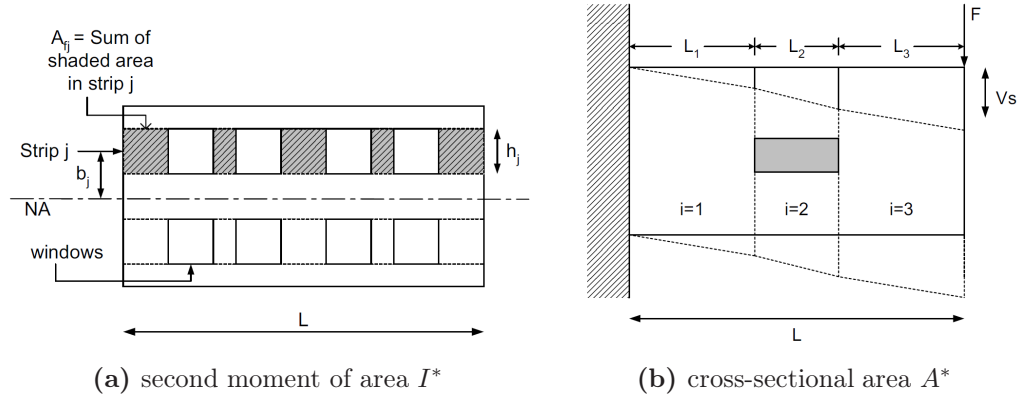 A_fj = Sum of
shaded area
in strip j
Strip j
b_j
h_j
NA
windows
L
(a) second moment of area I*
F
L_1
L_2
L_3
Vs
i=1
i=2
i=3
L
(b) cross-sectional area A*